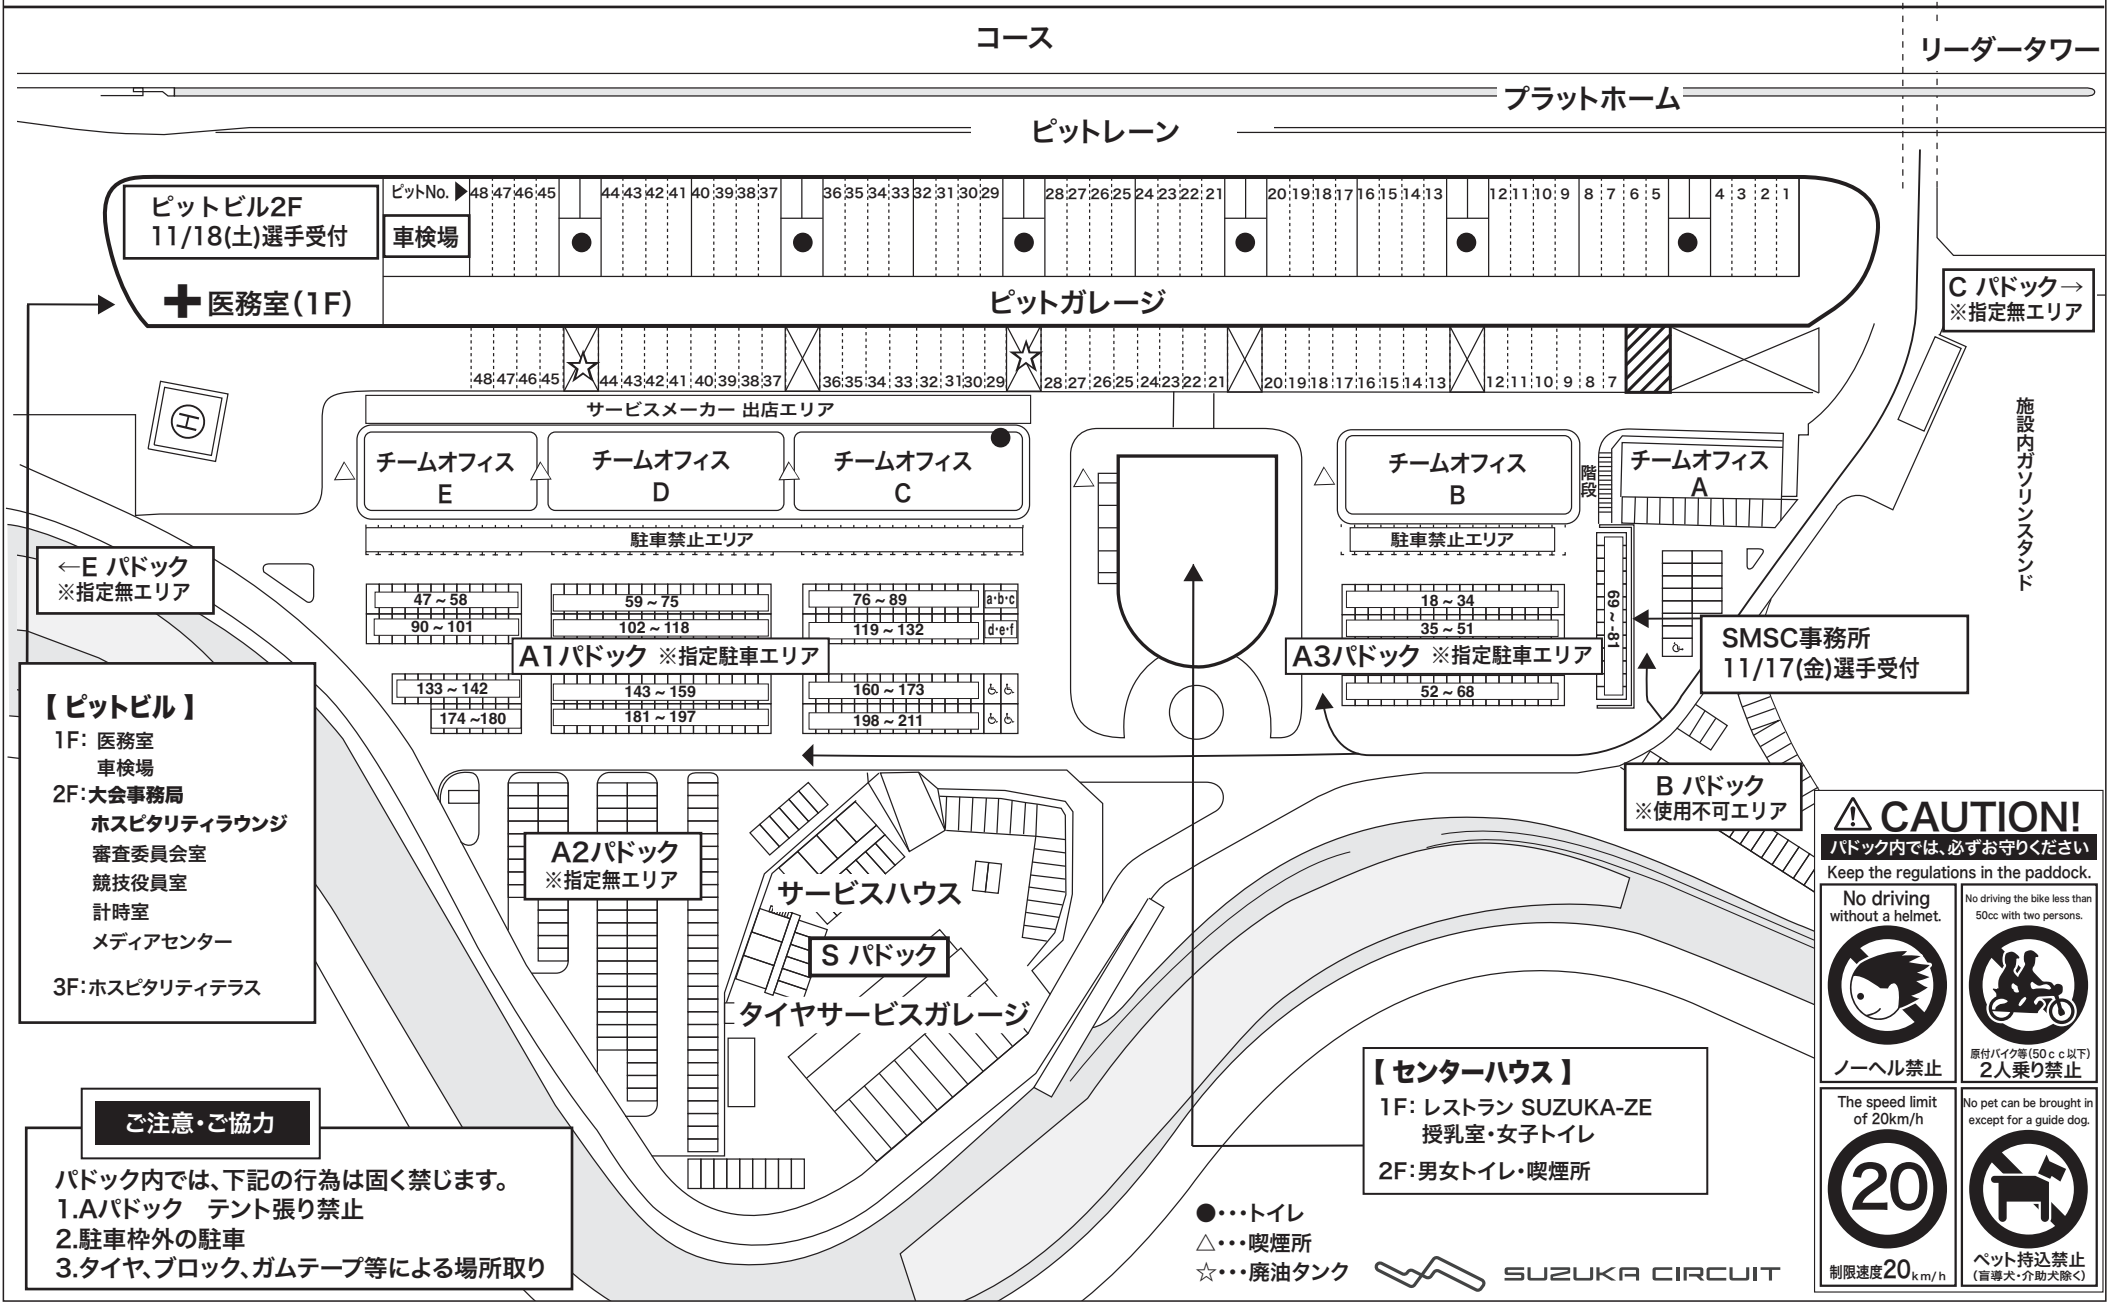 コース
リーダータワー
プラットホーム
ピットレーン
ピットビル2F
11/18(土)選手受付
ピットNo.▶
48 47 46 45 44 43 42 41 40 39 38 37 36 35 34 33 32 31 30 29 28 27 26 25 24 23 22 21 20 19 18 17 16 15 14 13 12 11 10 9 8 7 6 5 4 3 2 1
車検場
医務室(1F)
ピットガレージ
C パドック→
※指定無エリア
48 47 46 45 44 43 42 41 40 39 38 37 36 35 34 33 32 31 30 29 28 27 26 25 24 23 22 21 20 19 18 17 16 15 14 13 12 11 10 9 8 7
H
サービスメーカー 出店エリア
チームオフィス
E
チームオフィス
D
チームオフィス
C
チームオフィス
B
階段
チームオフィス
A
施設内ガソリンスタンド
駐車禁止エリア
駐車禁止エリア
←E パドック
※指定無エリア
47 ~ 58
59 ~ 75
76 ~ 89
a・b・c
90 ~ 101
102 ~ 118
119 ~ 132
d・e・f
A1パドック ※指定駐車エリア
133 ~ 142
143 ~ 159
160 ~ 173
174 ~180
181 ~ 197
198 ~ 211
18 ~ 34
35 ~ 51
A3パドック ※指定駐車エリア
52 ~ 68
69 ~ -81
SMSC事務所
11/17(金)選手受付
B パドック
※使用不可エリア
【 ピットビル 】
1F: 医務室
車検場
2F:大会事務局
ホスピタリティラウンジ
審査委員会室
競技役員室
計時室
メディアセンター
3F:ホスピタリティテラス
A2パドック
※指定無エリア
サービスハウス
S パドック
タイヤサービスガレージ
【 センターハウス 】
1F: レストラン SUZUKA-ZE
授乳室・女子トイレ
2F:男女トイレ・喫煙所
ご注意・ご協力
パドック内では、下記の行為は固く禁じます。
1.Aパドック　テント張り禁止
2.駐車枠外の駐車
3.タイヤ、ブロック、ガムテープ等による場所取り
●・・・トイレ
△・・・喫煙所
☆・・・廃油タンク
SUZUKA CIRCUIT
CAUTION!
パドック内では、必ずお守りください
Keep the regulations in the paddock.
No driving
without a helmet.
ノーヘル禁止
No driving the bike less than
50cc with two persons.
原付バイク等(50cc以下)
2人乗り禁止
The speed limit
of 20km/h
20
制限速度20km/h
No pet can be brought in
except for a guide dog.
ペット持込禁止
(盲導犬・介助犬除く)